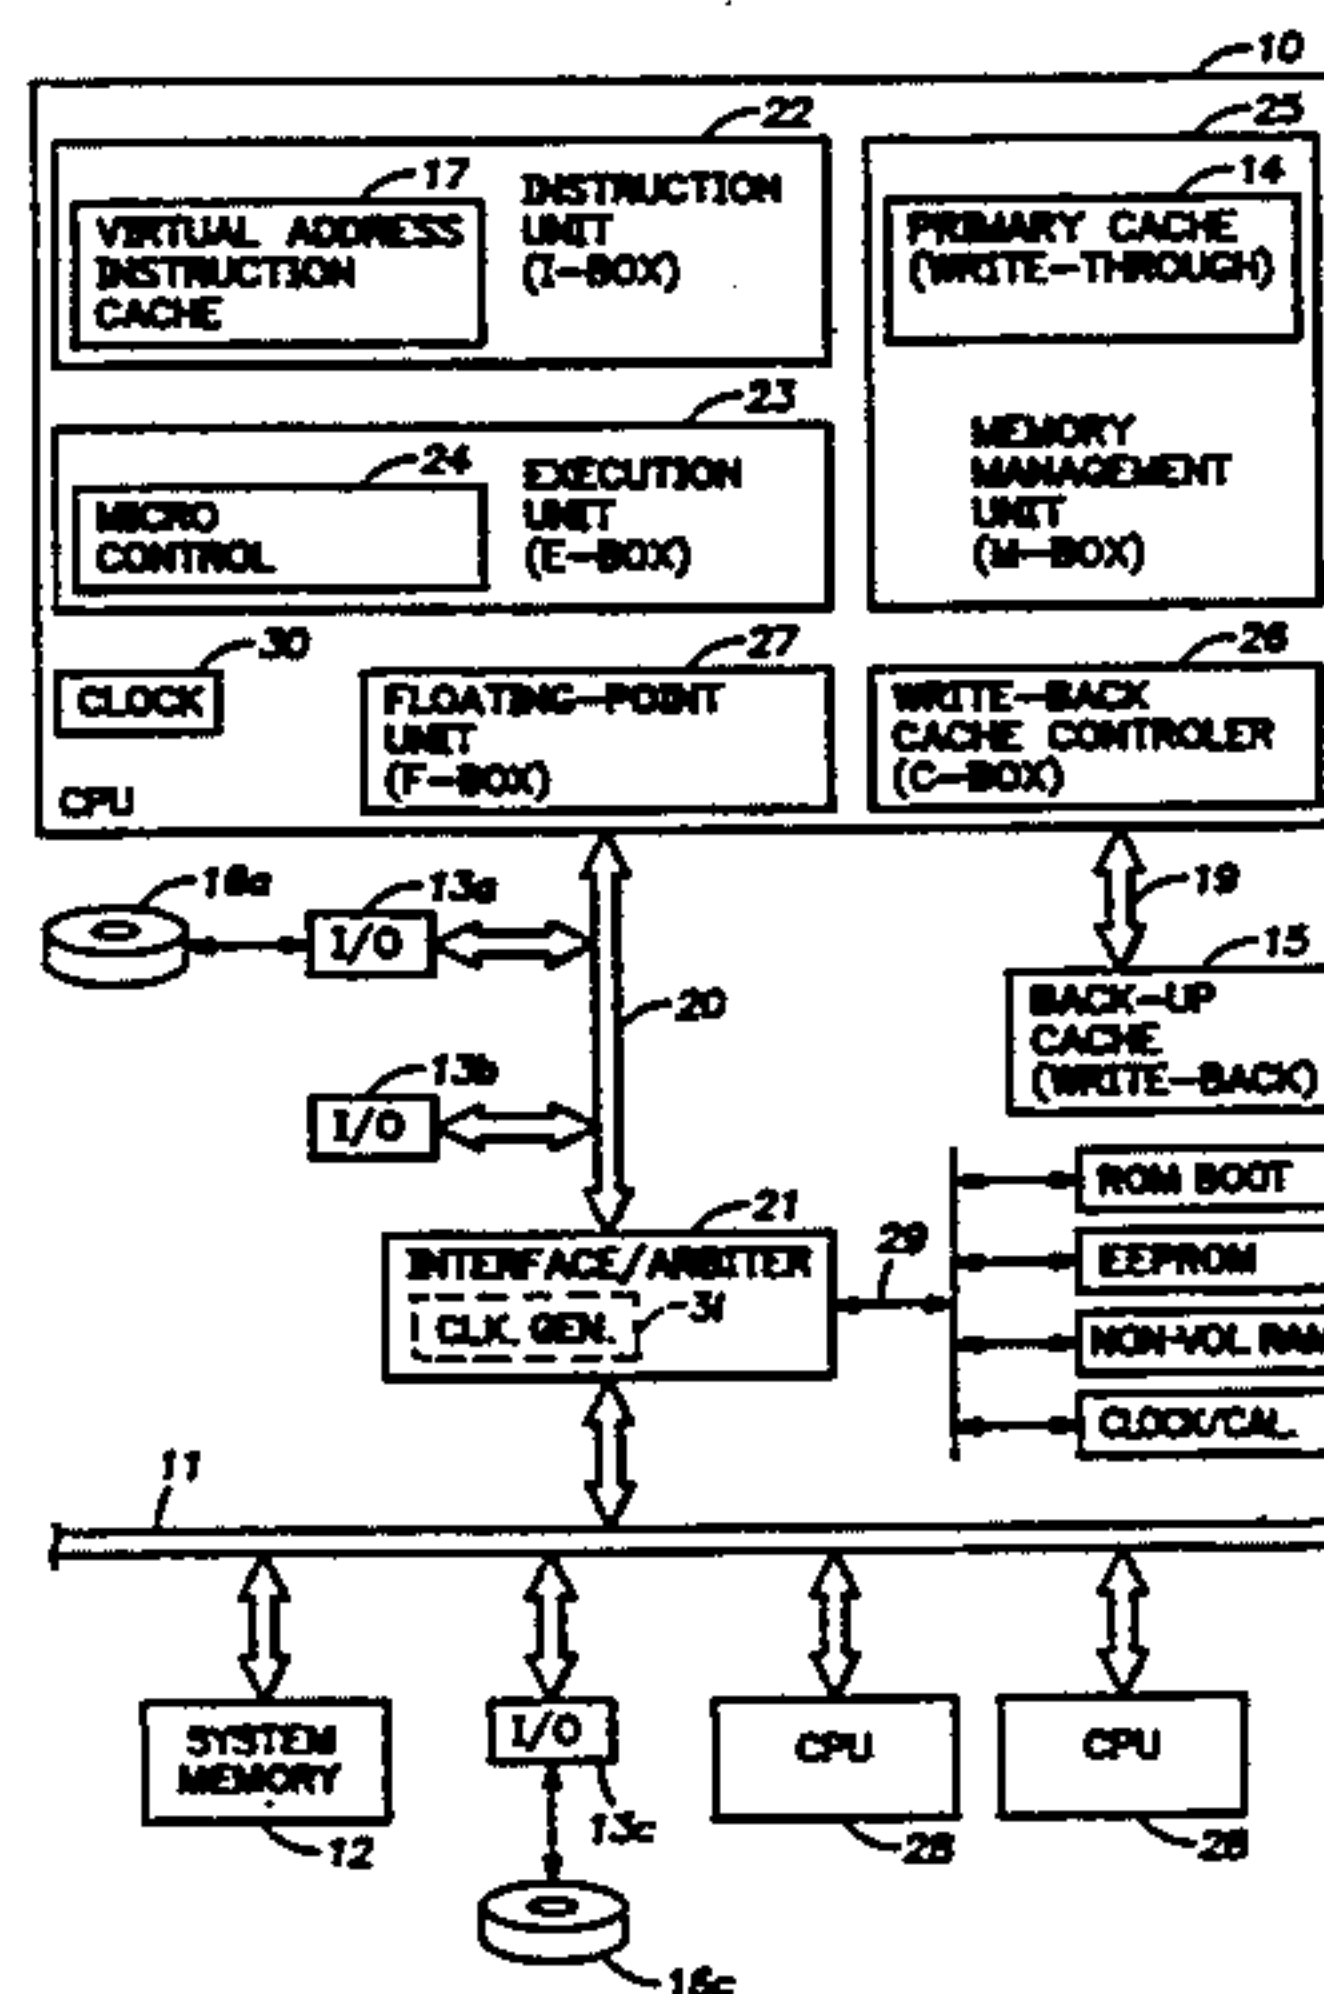 10
22
25
17
14
INSTRUCTION
UNIT
(I-BOX)
VIRTUAL ADDRESS
INSTRUCTION
CACHE
PRIMARY CACHE
(WRITE-THROUGH)
23
24
EXECUTION
UNIT
(E-BOX)
MICRO
CONTROL
MEMORY
MANAGEMENT
UNIT
(M-BOX)
30
27
26
CLOCK
FLOATING-POINT
UNIT
(F-BOX)
WRITE-BACK
CACHE CONTROLER
(C-BOX)
CPU
13a
19
I/O
15
20
BACK-UP
CACHE
(WRITE-BACK)
13b
I/O
ROM BOOT
21
29
INTERFACE/ARBITER
EEPROM
31
CLK. GEN.
NON-VOL RAM
CLOCK/CAL.
11
SYSTEM
MEMORY
I/O
CPU
CPU
12
13c
28
28